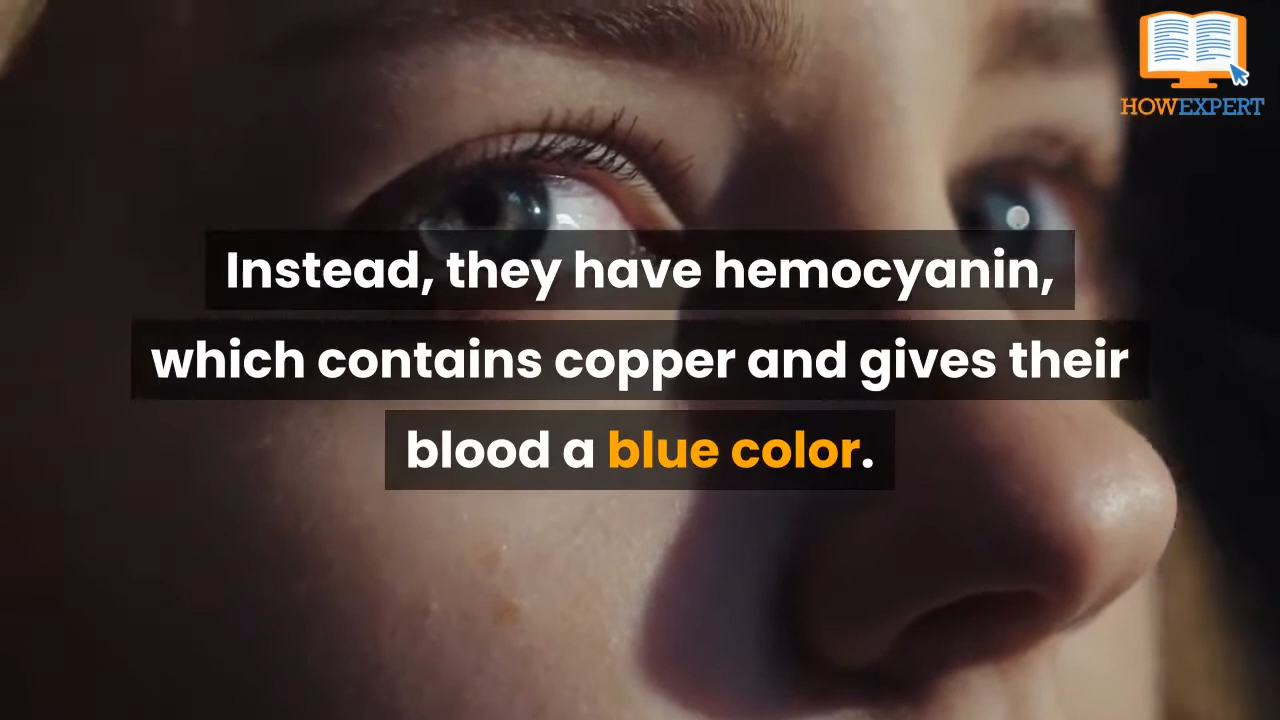 HOWEXPERT
Instead, they have hemocyanin,
which contains copper and gives their
blood a blue color.